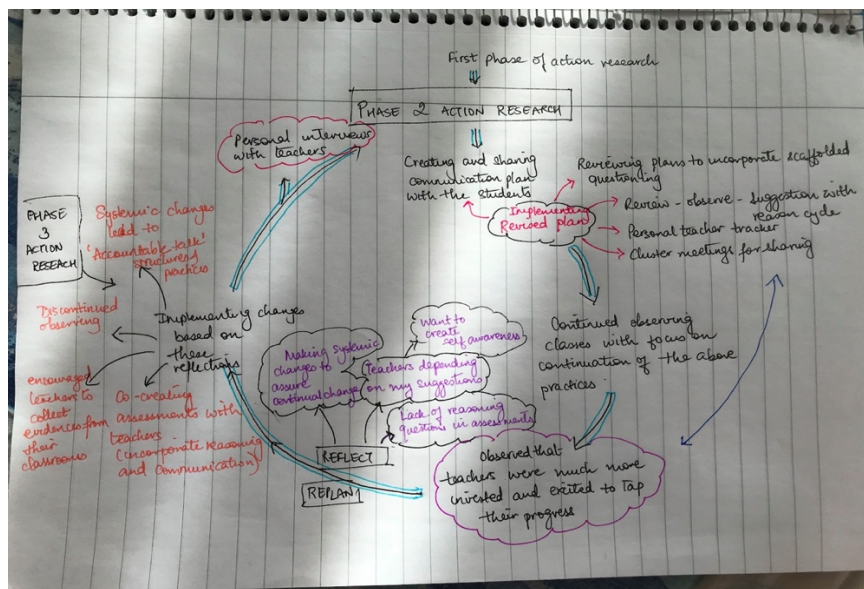 First phase of action research
PHASE 2 ACTION RESEARCH
Personal interviews
with teachers
Creating and sharing
communication plan
with the students
Implementing
Revised plan
Reviewing plans to incorporate scaffolded
questioning
Review - observe - suggestion with
reason cycle
Personal teacher tracker
Cluster meetings for sharing
Continued observing
classes with focus on
continuation of the above
practices
Observed that
teachers were much more
invested and excited to tap
their progress
REFLECT
REPLAN
Want to
create
self awareness
Teachers depending
on my suggestions
Lack of reasoning
questions in assessments
Making systemic
changes to
assure
continual change
Implementing changes
based on
these
reflections
PHASE
3
ACTION
RESEACH
Systemic changes
lead to
'Accountable talk'
structures/
practices
Discontinued
observing
encouraged
teachers to
collect
evidences from
their
classrooms
Co-creating
assessments with
teachers
(incorporate reasoning
and communication)